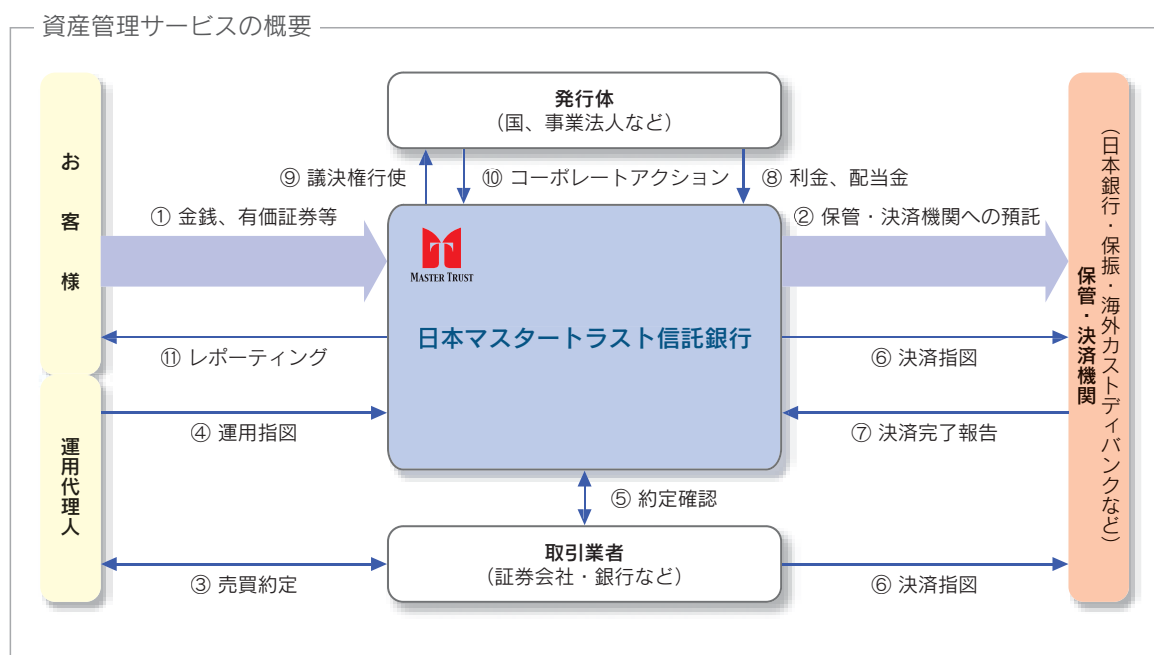 資産管理サービスの概要
お客様
発行体
(国、事業法人など)
⑨ 議決権行使
⑩ コーポレートアクション
⑧ 利金、配当金
① 金銭、有価証券等
② 保管・決済機関への預託
MASTER TRUST
日本マスタートラスト信託銀行
⑪ レポーティング
⑥ 決済指図
④ 運用指図
⑦ 決済完了報告
運用代理人
⑤ 約定確認
取引業者
(証券会社・銀行など)
③ 売買約定
⑥ 決済指図
保管・決済機関
(日本銀行・保振・海外カストディバンクなど)